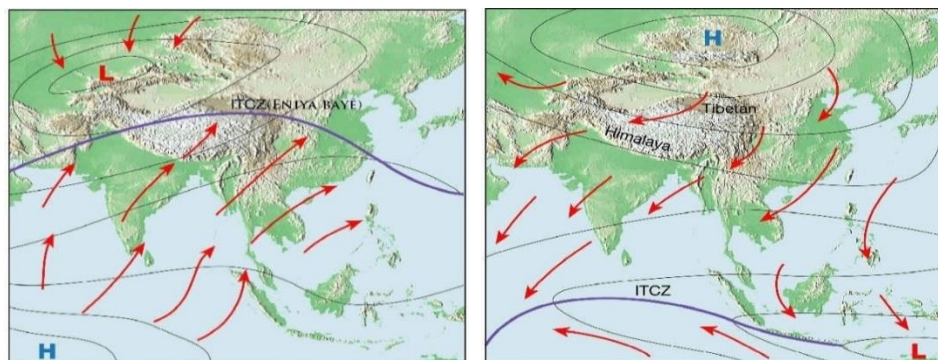 L
ITCZ(ENIYA BAYE)
H
H
Tibetan
Himalaya
ITCZ
L